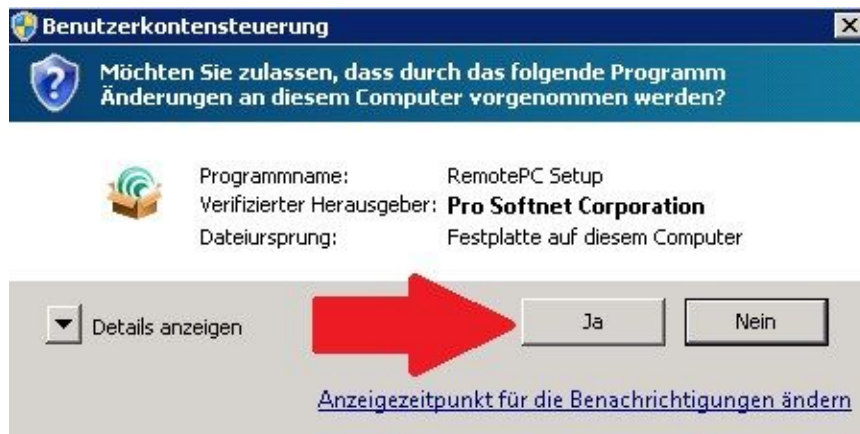 Benutzerkontensteuerung
Möchten Sie zulassen, dass durch das folgende Programm
Änderungen an diesem Computer vorgenommen werden?
Programmname: RemotePC Setup
Verifizierter Herausgeber: Pro Softnet Corporation
Dateiursprung: Festplatte auf diesem Computer
Details anzeigen Ja Nein
Anzeigezeitpunkt für die Benachrichtigungen ändern